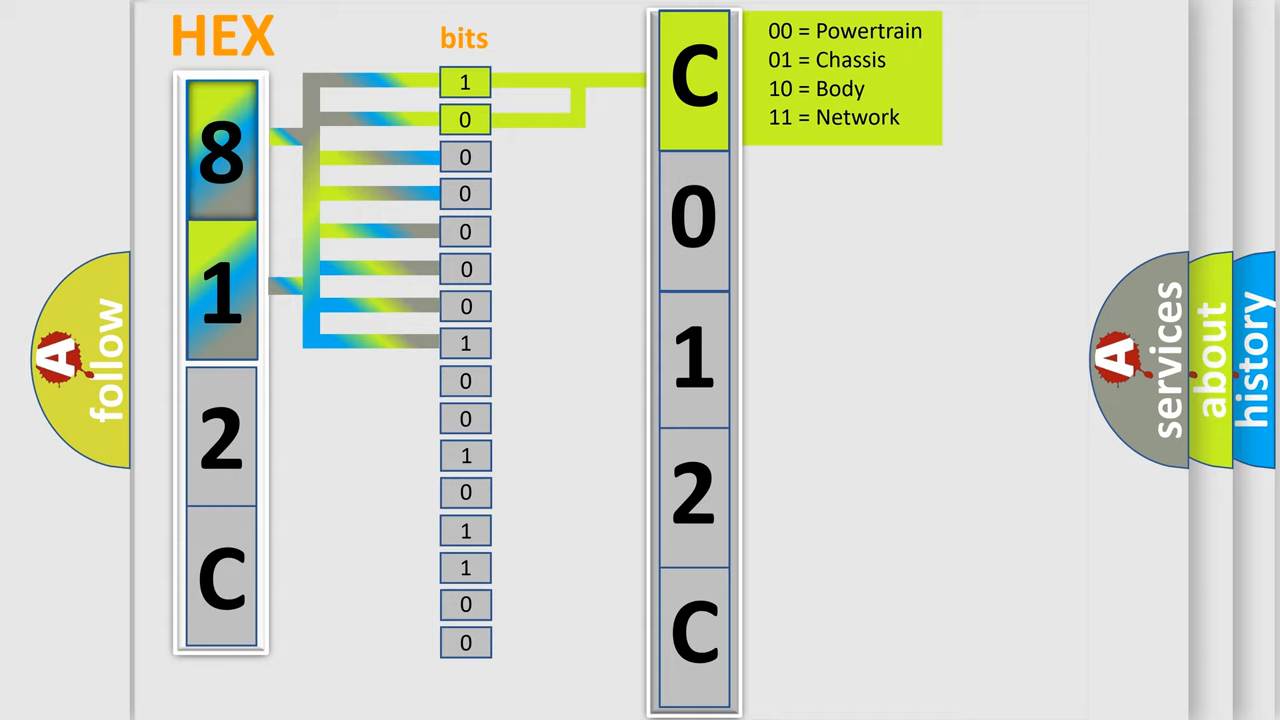 HEX
bits
8
1
2
C
1
0
0
0
0
0
0
1
0
0
1
0
1
1
0
0
C
0
1
2
C
00 = Powertrain
01 = Chassis
10 = Body
11 = Network
A
follow
A
services
about
history